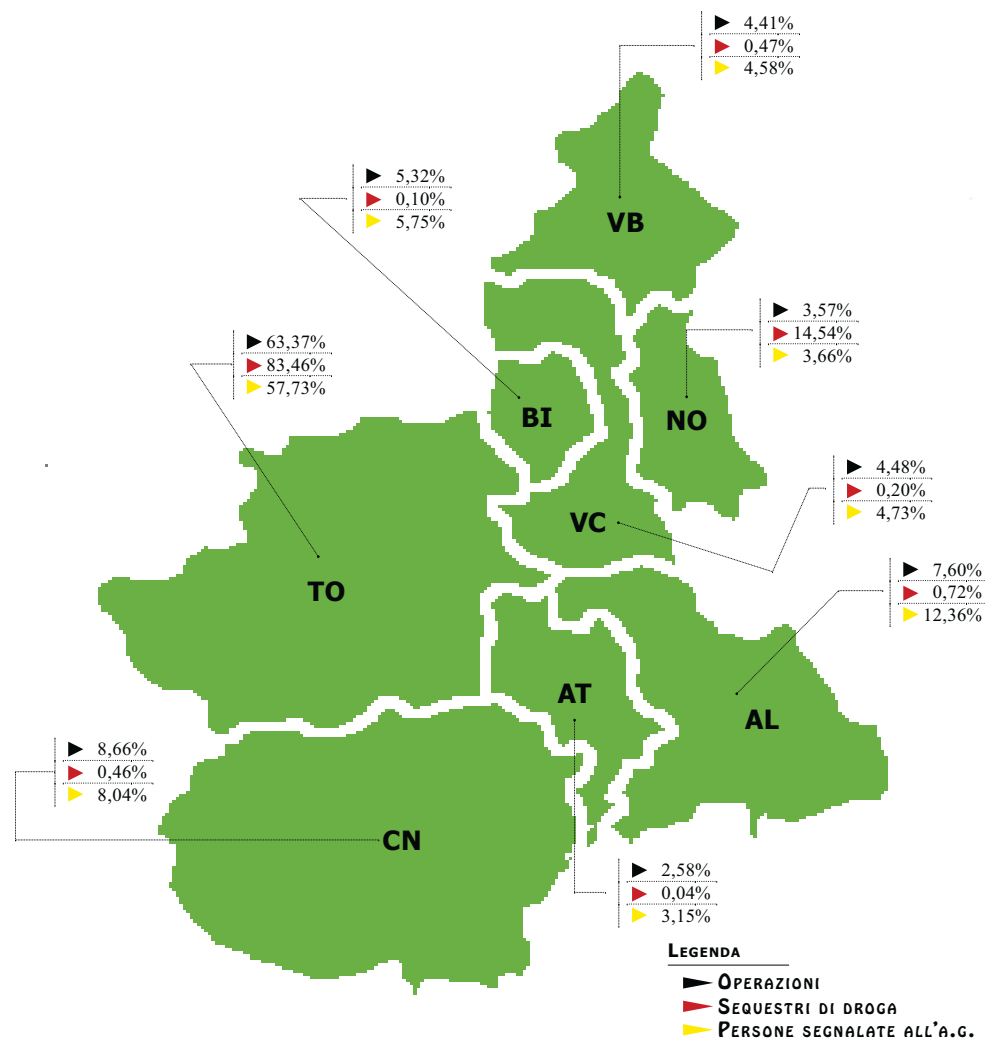 4,41%
0,47%
4,58%
5,32%
0,10%
5,75%
VB
3,57%
14,54%
3,66%
63,37%
83,46%
57,73%
BI
NO
4,48%
0,20%
4,73%
VC
7,60%
0,72%
12,36%
TO
AT
AL
8,66%
0,46%
8,04%
CN
2,58%
0,04%
3,15%
LEGENDA
OPERAZIONI
SEQUESTRI DI DROGA
PERSONE SEGNALATE ALL'A.G.